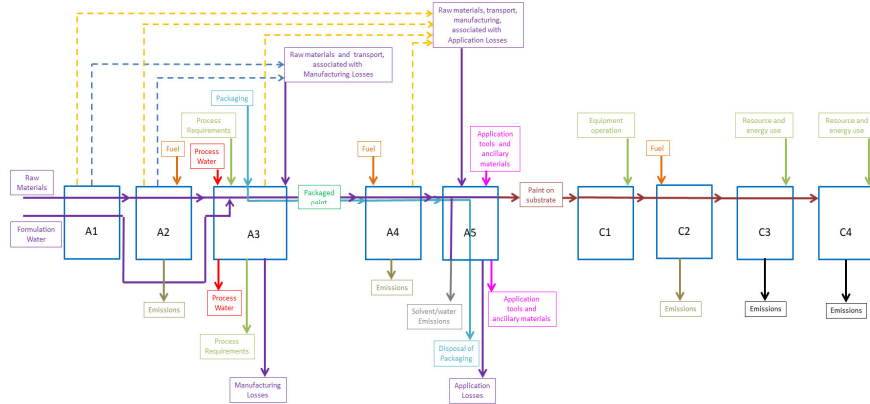 Raw materials, transport,
manufacturing,
associated with
Application Losses
Raw materials and transport,
associated with
Manufacturing Losses
Packaging
Process
Requirements
Equipment
operation
Resource and
energy use
Resource and
energy use
Fuel
Process
Water
Fuel
Application
tools and
ancillary
materials
Fuel
Raw
Materials
Packaged
paint
Paint on
substrate
Formulation
Water
A1
A2
A3
A4
A5
C1
C2
C3
C4
Emissions
Process
Water
Emissions
Solvent/water
Emissions
Application
tools and
ancillary materials
Emissions
Emissions
Emissions
Process
Requirements
Disposal of
Packaging
Manufacturing
Losses
Application
Losses